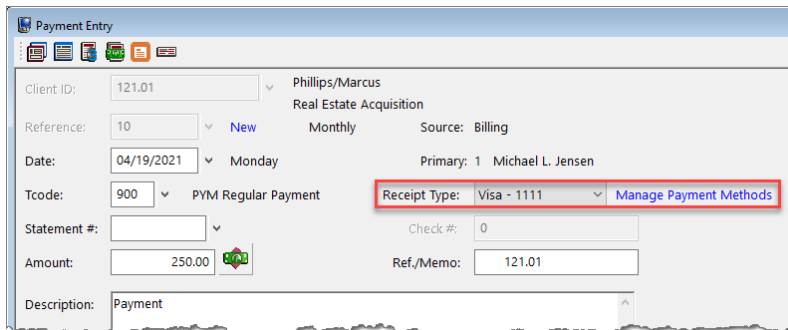 Payment Entry
Client ID: 121.01 Phillips/Marcus
Real Estate Acquisition
Reference: 10 New Monthly Source: Billing
Date: 04/19/2021 Monday Primary: 1 Michael L. Jensen
Tcode: 900 PYM Regular Payment Receipt Type: Visa - 1111 Manage Payment Methods
Statement #: Check #: 0
Amount: 250.00 Ref./Memo: 121.01
Description: Payment